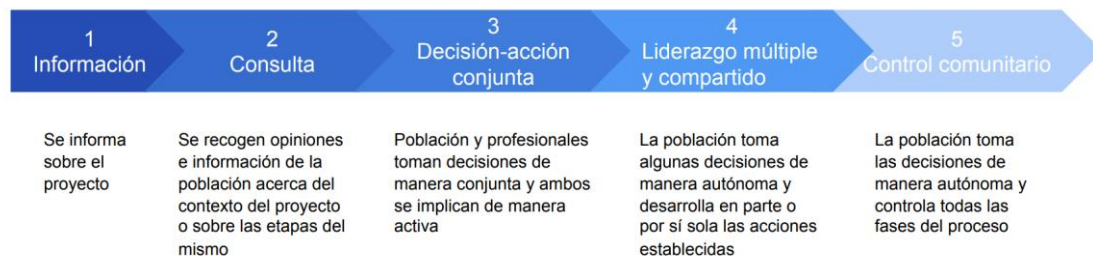 1
Información
2
Consulta
3
Decisión-acción
conjunta
4
Liderazgo múltiple
y compartido
5
Control comunitario
Se informa
sobre el
proyecto
Se recogen opiniones
e información de la
población acerca del
contexto del proyecto
o sobre las etapas del
mismo
Población y profesionales
toman decisiones de
manera conjunta y ambos
se implican de manera
activa
La población toma
algunas decisiones de
manera autónoma y
desarrolla en parte o
por sí sola las acciones
establecidas
La población toma
las decisiones de
manera autónoma y
controla todas las
fases del proceso